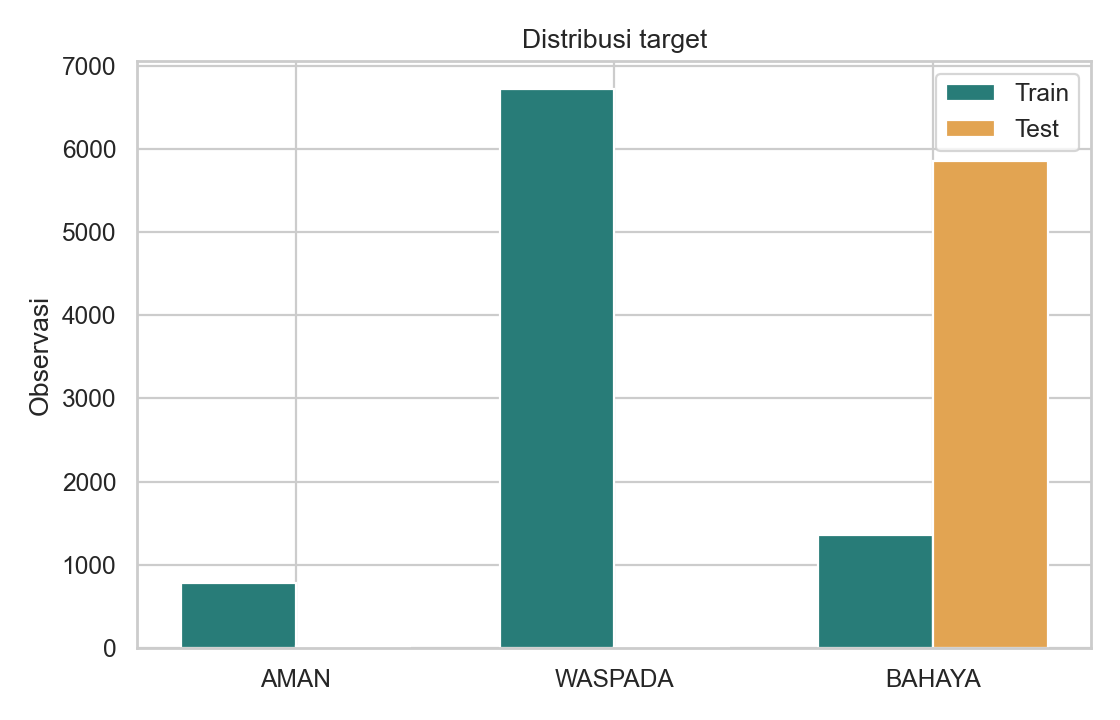 Distribusi target
7000
6000
5000
4000
3000
2000
1000
0
Observasi
Train
Test
AMAN
WASPADA
BAHAYA